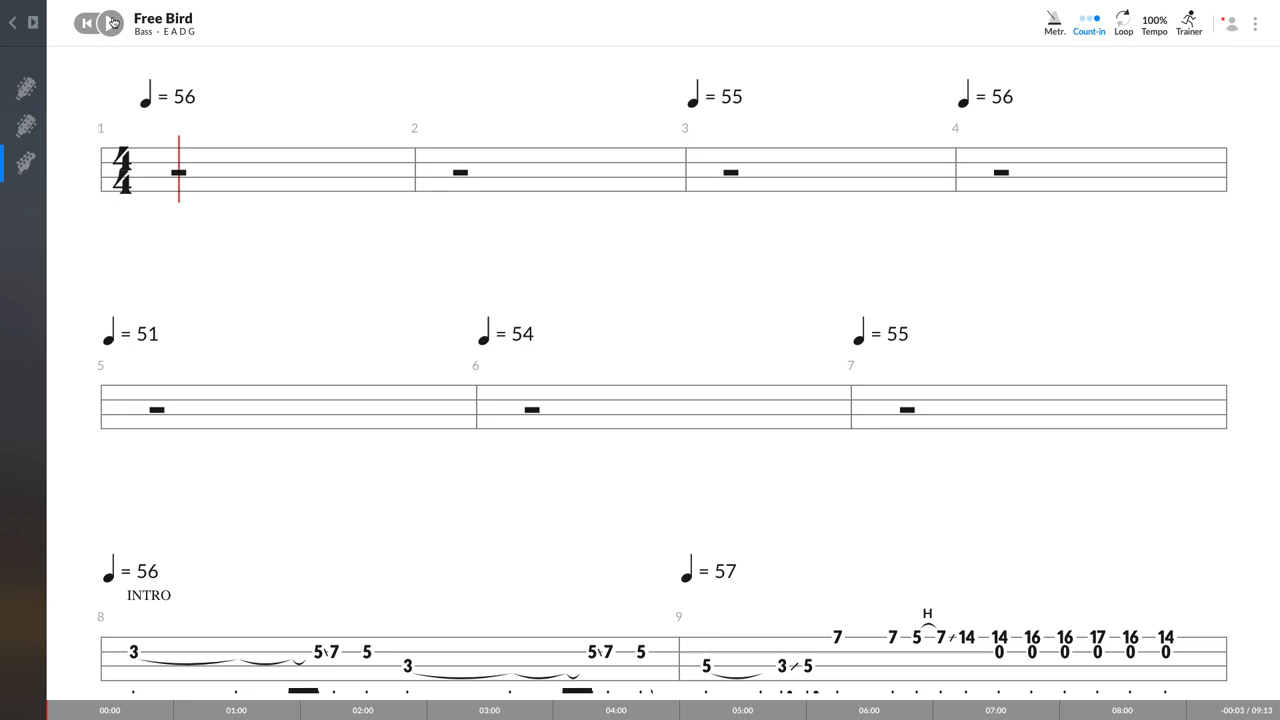 Free Bird
Bass · E A D G
Metr.
Count-in
Loop
100%
Tempo
Trainer
= 56
= 55
= 56
1
2
3
4
4
4
= 51
= 54
= 55
5
6
7
= 56
= 57
INTRO
8
9
H
7 7 5 7 14 14 16 16 17 16 14
3 5 7 5 5 7 5 0 0 0 0 0 0
3 5 3 5
00:00 01:00 02:00 03:00 04:00 05:00 06:00 07:00 08:00 -00:03 / 09:13